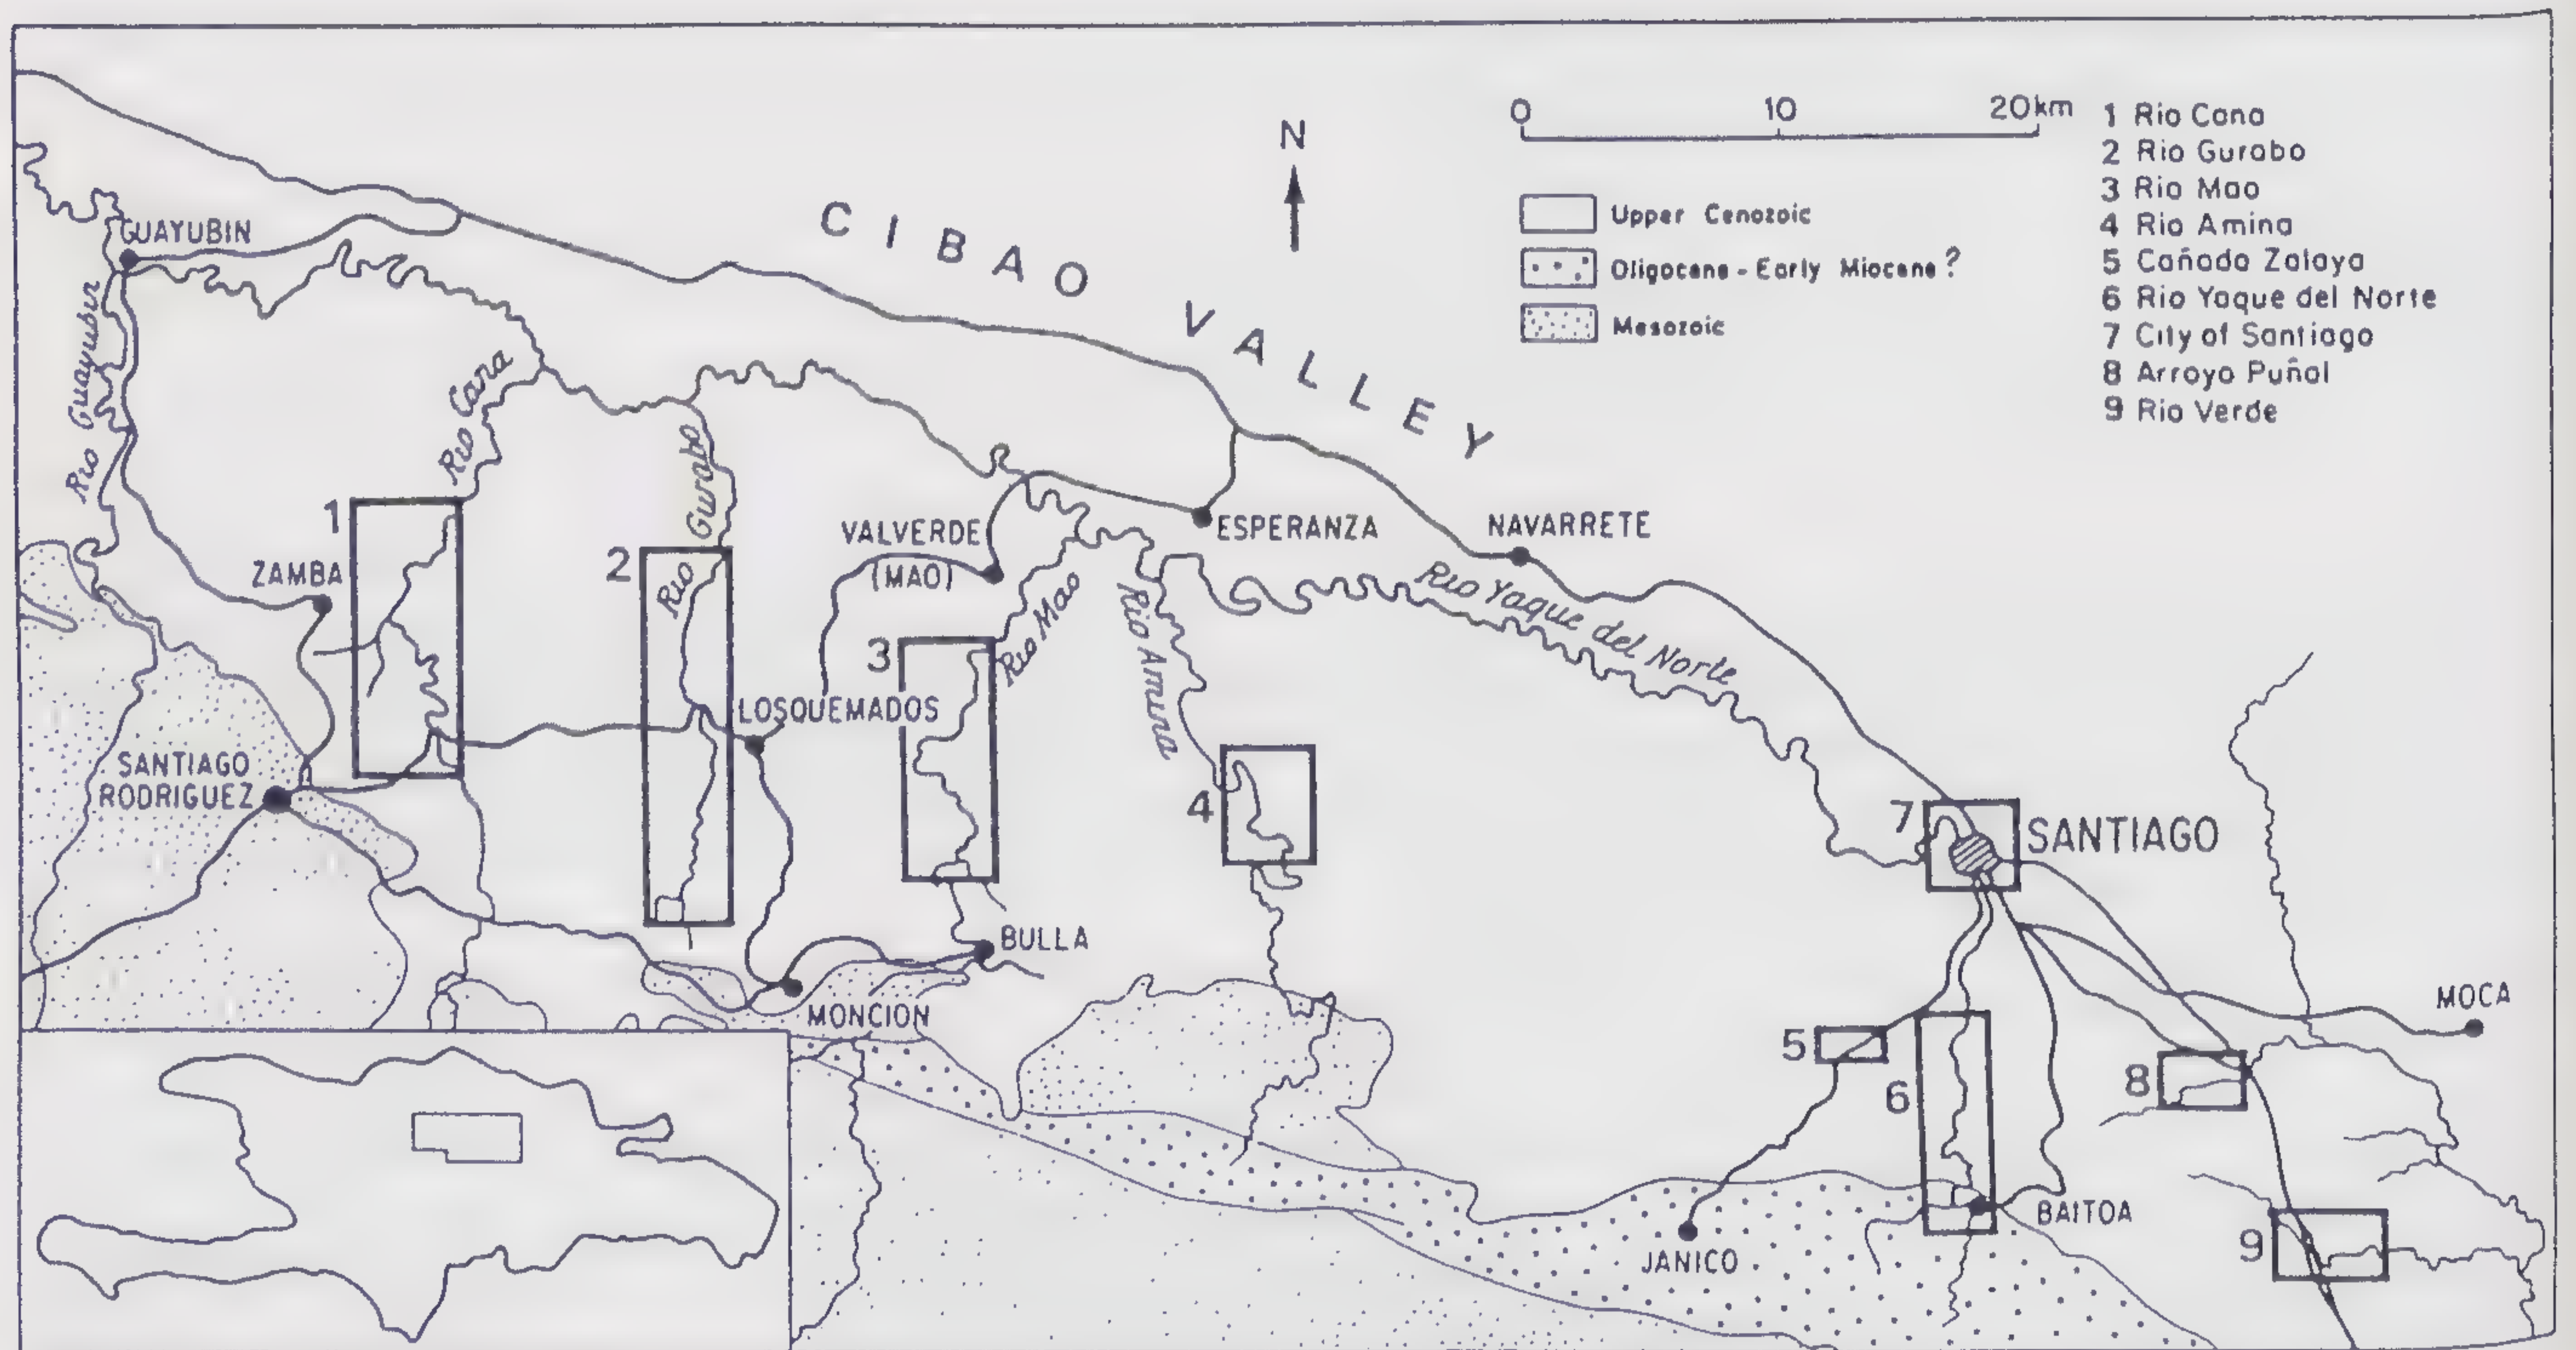 0 10 20km
N
Upper Cenozoic
Oligocene - Early Miocene?
Mesozoic
1 Rio Cana
2 Rio Gurabo
3 Rio Mao
4 Rio Amina
5 Cañada Zalaya
6 Rio Yaque del Norte
7 City of Santiago
8 Arroyo Puñal
9 Rio Verde
CIBAO VALLEY
GUAYUBIN
Rio Guayubin
Rio Cana
Rio Gurabo
1
ZAMBA
2
VALVERDE
(MAO)
ESPERANZA
NAVARRETE
Rio Mao
Rio Amina
Rio Yaque del Norte
3
LOSQUEMADOS
SANTIAGO
RODRIGUEZ
4
7
SANTIAGO
BULLA
MONCION
MOCA
5
6
8
BAITOA
JANICO
9